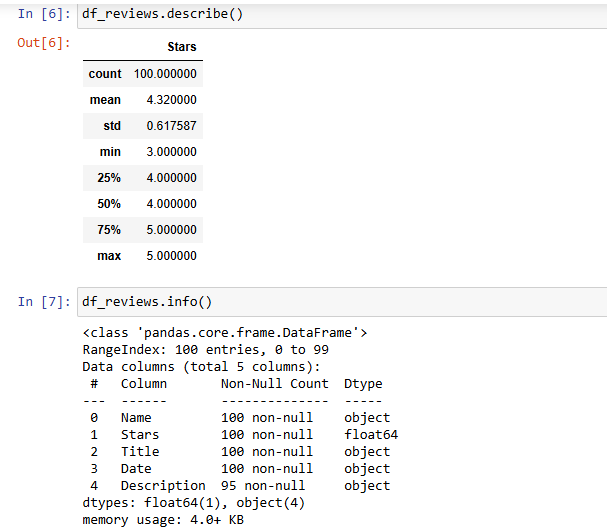 In [6]: df_reviews.describe()
Out[6]:
Stars
count 100.000000
mean 4.320000
std 0.617587
min 3.000000
25% 4.000000
50% 4.000000
75% 5.000000
max 5.000000
In [7]: df_reviews.info()
<class 'pandas.core.frame.DataFrame'>
RangeIndex: 100 entries, 0 to 99
Data columns (total 5 columns):
 #   Column       Non-Null Count  Dtype
---  ------       --------------  -----
 0   Name         100 non-null    object
 1   Stars        100 non-null    float64
 2   Title        100 non-null    object
 3   Date         100 non-null    object
 4   Description  95 non-null     object
dtypes: float64(1), object(4)
memory usage: 4.0+ KB